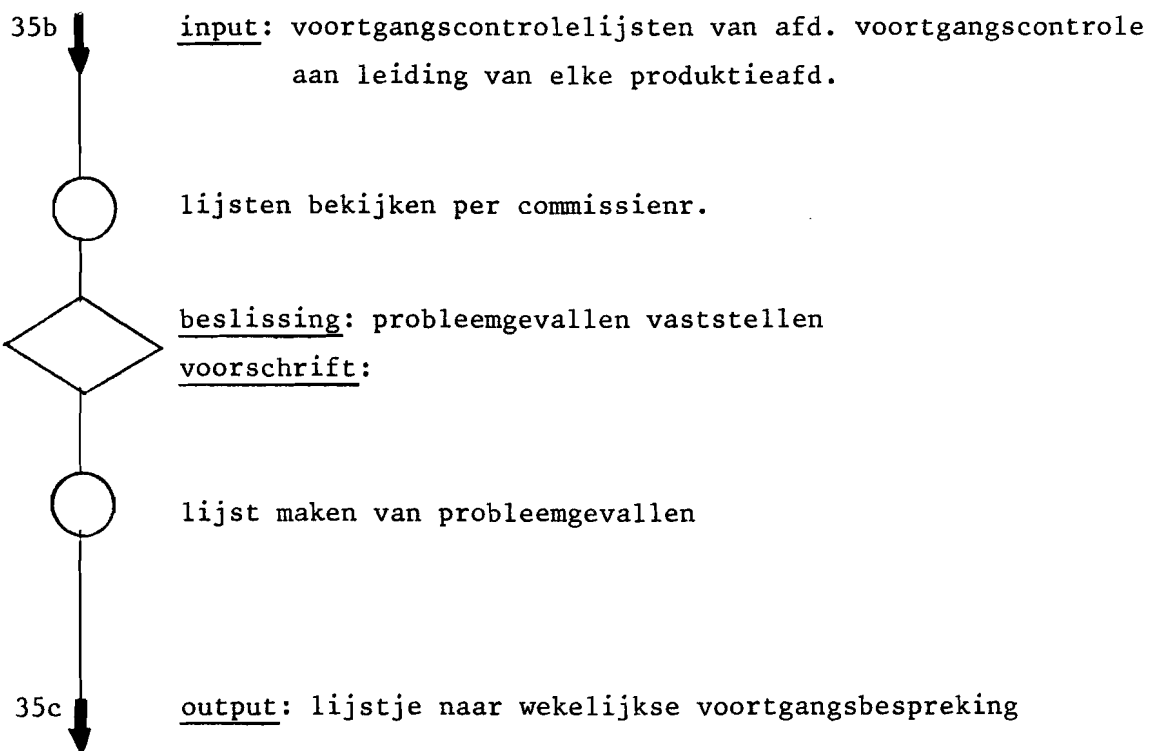 35b input: voortgangscontrolelijsten van afd. voortgangscontrole
aan leiding van elke produktieafd.
lijsten bekijken per commissienr.
beslissing: probleemgevallen vaststellen
voorschrift:
lijst maken van probleemgevallen
35c output: lijstje naar wekelijkse voortgangsbespreking